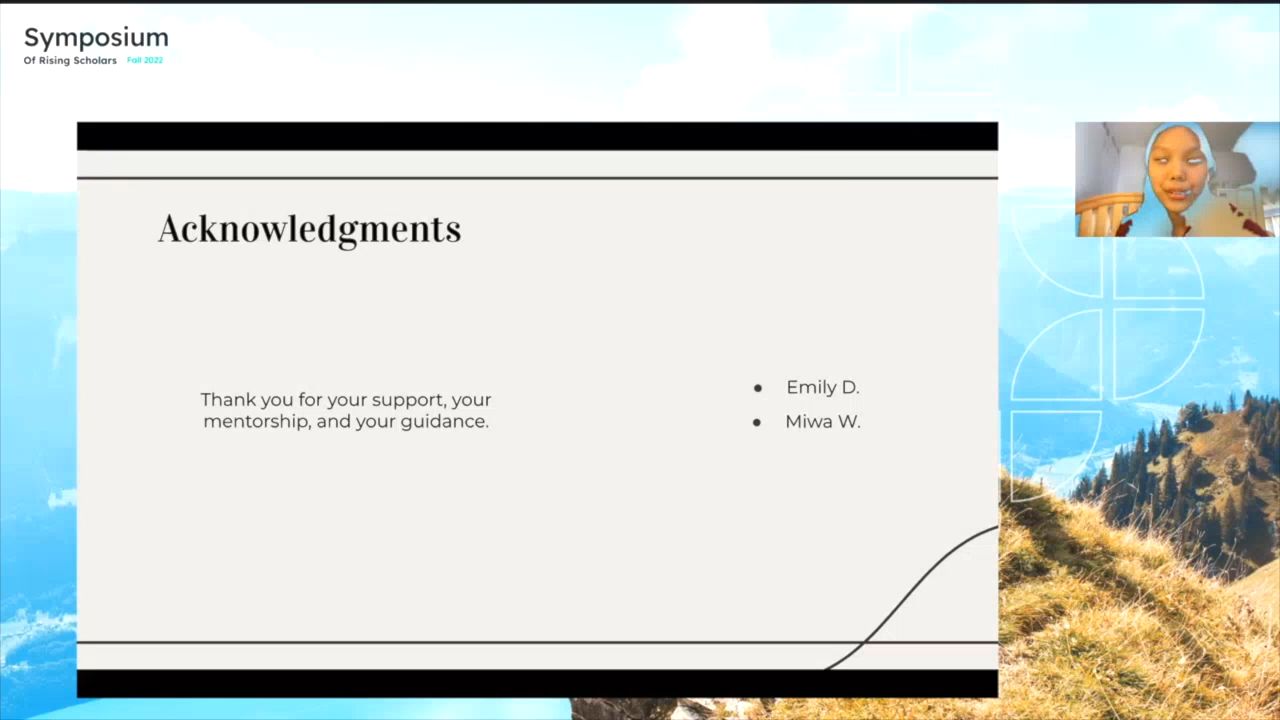 Symposium
Of Rising Scholars Fall 2022
Acknowledgments
Thank you for your support, your
mentorship, and your guidance.
● Emily D.
● Miwa W.